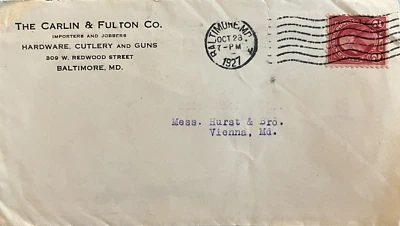 THE CARLIN & FULTON CO.
IMPORTERS AND JOBBERS
HARDWARE, CUTLERY AND GUNS
309 W. REDWOOD STREET
BALTIMORE, MD.
BALTIMORE, MD.
OCT 28
7-PM
1927
Mess. Hurst & Bro.
Vienna, Md.